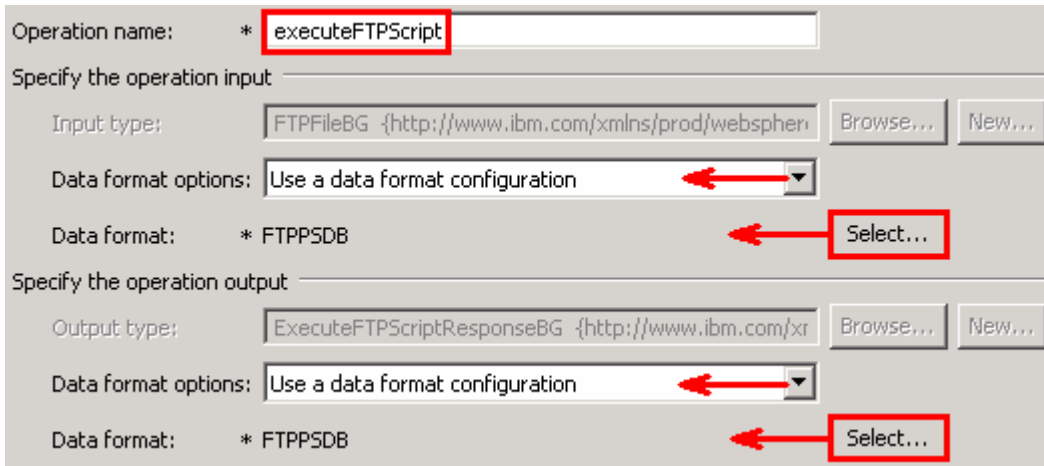 Operation name: * executeFTPScript
Specify the operation input
Input type: FTPFileBG {http://www.ibm.com/xmlns/prod/websphere Browse... New...
Data format options: Use a data format configuration
Data format: * FTPPSDB Select...
Specify the operation output
Output type: ExecuteFTPScriptResponseBG {http://www.ibm.com/xr Browse... New...
Data format options: Use a data format configuration
Data format: * FTPPSDB Select...